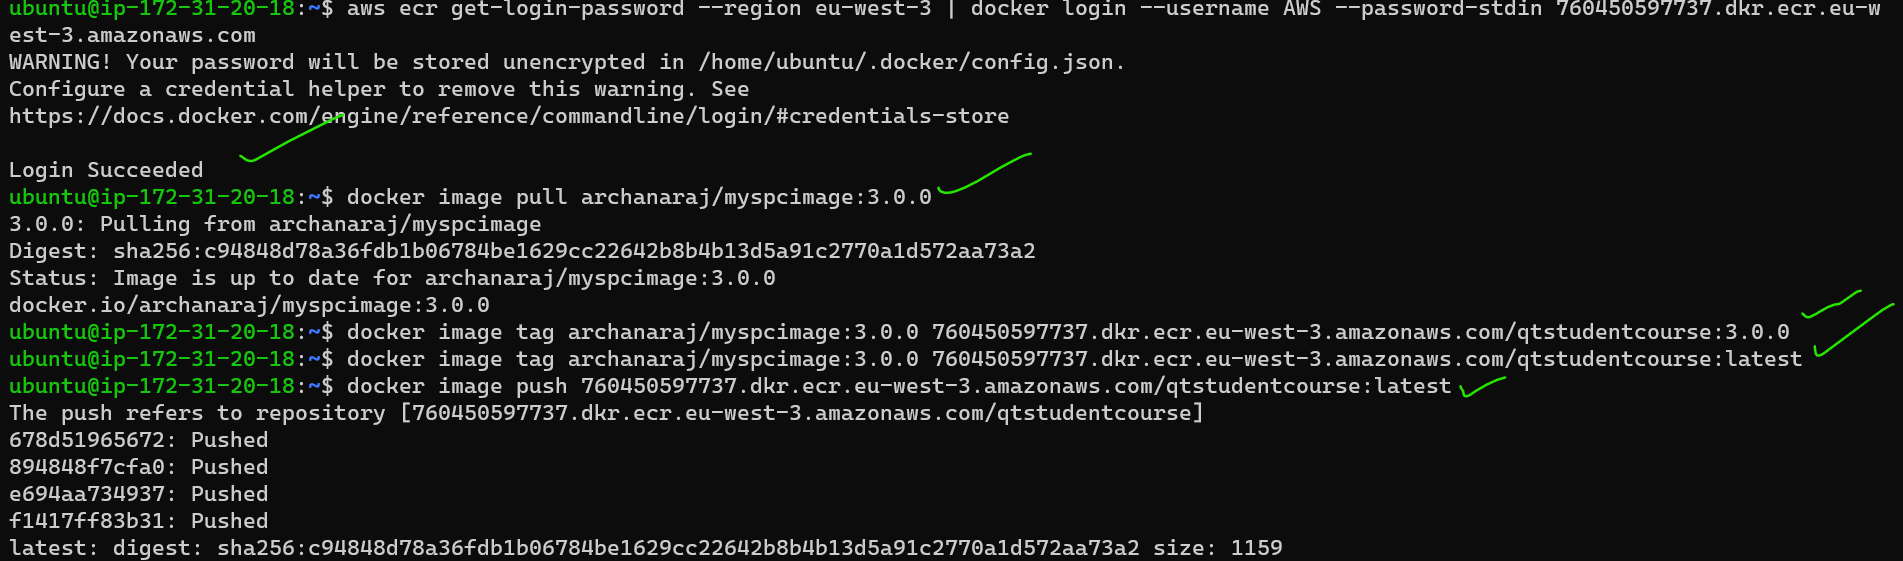 ubuntu@ip-172-31-20-18:~$ aws ecr get-login-password --region eu-west-3 | docker login --username AWS --password-stdin 760450597737.dkr.ecr.eu-w
est-3.amazonaws.com
WARNING! Your password will be stored unencrypted in /home/ubuntu/.docker/config.json.
Configure a credential helper to remove this warning. See
https://docs.docker.com/engine/reference/commandline/login/#credentials-store
Login Succeeded
ubuntu@ip-172-31-20-18:~$ docker image pull archanaraj/myspcimage:3.0.0
3.0.0: Pulling from archanaraj/myspcimage
Digest: sha256:c94848d78a36fdb1b06784be1629cc22642b8b4b13d5a91c2770a1d572aa73a2
Status: Image is up to date for archanaraj/myspcimage:3.0.0
docker.io/archanaraj/myspcimage:3.0.0
ubuntu@ip-172-31-20-18:~$ docker image tag archanaraj/myspcimage:3.0.0 760450597737.dkr.ecr.eu-west-3.amazonaws.com/qtstudentcourse:3.0.0
ubuntu@ip-172-31-20-18:~$ docker image tag archanaraj/myspcimage:3.0.0 760450597737.dkr.ecr.eu-west-3.amazonaws.com/qtstudentcourse:latest
ubuntu@ip-172-31-20-18:~$ docker image push 760450597737.dkr.ecr.eu-west-3.amazonaws.com/qtstudentcourse:latest
The push refers to repository [760450597737.dkr.ecr.eu-west-3.amazonaws.com/qtstudentcourse]
678d51965672: Pushed
894848f7cfa0: Pushed
e694aa734937: Pushed
f1417ff83b31: Pushed
latest: digest: sha256:c94848d78a36fdb1b06784be1629cc22642b8b4b13d5a91c2770a1d572aa73a2 size: 1159